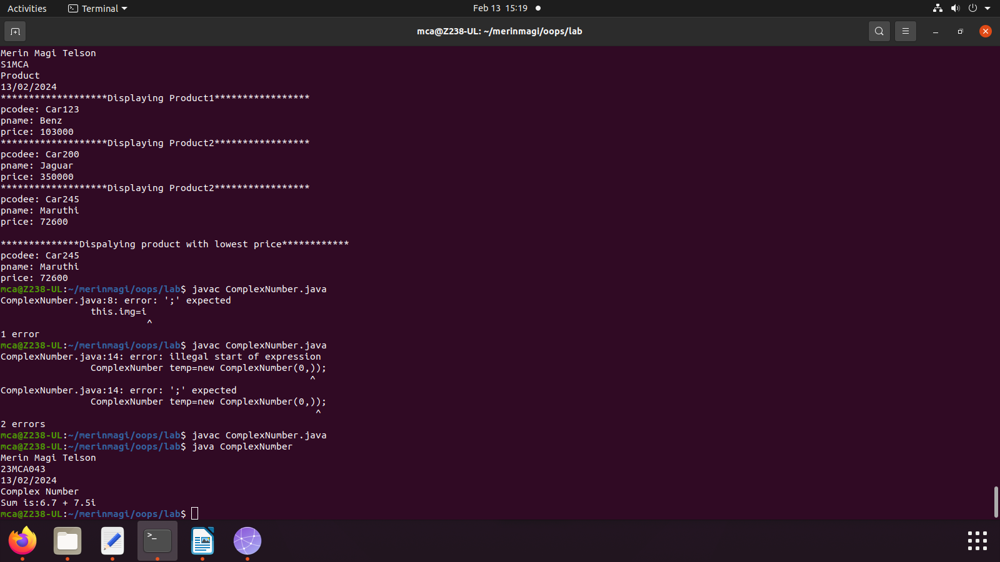 Activities
Terminal
Feb 13 15:19
mca@Z238-UL: ~/merinmagi/oops/lab
Merin Magi Telson
S1MCA
Product
13/02/2024
*******************Displaying Product1*****************
pcodee: Car123
pname: Benz
price: 103000
*******************Displaying Product2*****************
pcodee: Car200
pname: Jaguar
price: 350000
*******************Displaying Product2*****************
pcodee: Car245
pname: Maruthi
price: 72600
**************Dispalying product with lowest price************
pcodee: Car245
pname: Maruthi
price: 72600
mca@Z238-UL:~/merinmagi/oops/lab$ javac ComplexNumber.java
ComplexNumber.java:8: error: ';' expected
                this.img=i
                          ^
1 error
mca@Z238-UL:~/merinmagi/oops/lab$ javac ComplexNumber.java
ComplexNumber.java:14: error: illegal start of expression
                ComplexNumber temp=new ComplexNumber(0,));
                                                       ^
ComplexNumber.java:14: error: ';' expected
                ComplexNumber temp=new ComplexNumber(0,));
                                                        ^
2 errors
mca@Z238-UL:~/merinmagi/oops/lab$ javac ComplexNumber.java
mca@Z238-UL:~/merinmagi/oops/lab$ java ComplexNumber
Merin Magi Telson
23MCA043
13/02/2024
Complex Number
Sum is:6.7 + 7.5i
mca@Z238-UL:~/merinmagi/oops/lab$